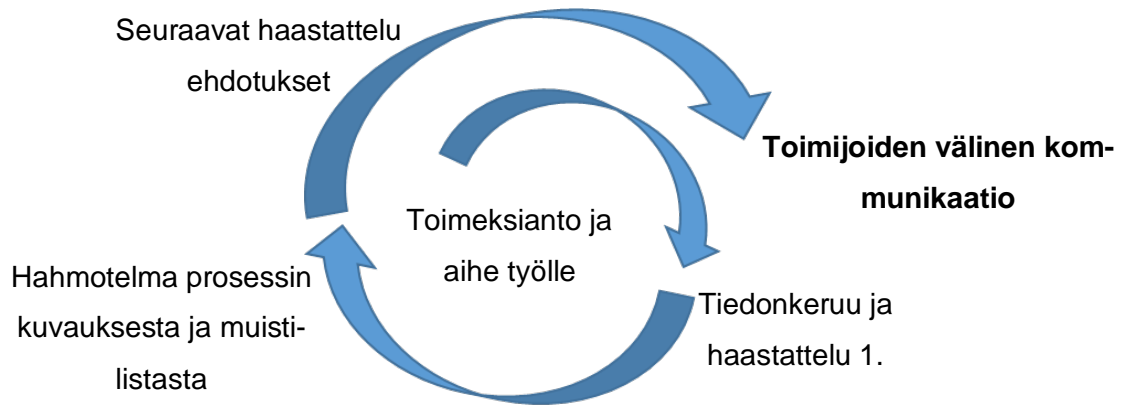 Seuraavat haastattelu
ehdotukset
Toimijoiden välinen kom-
munikaatio
Toimeksianto ja
aihe työlle
Hahmotelma prosessin
kuvauksesta ja muisti-
listasta
Tiedonkeruu ja
haastattelu 1.